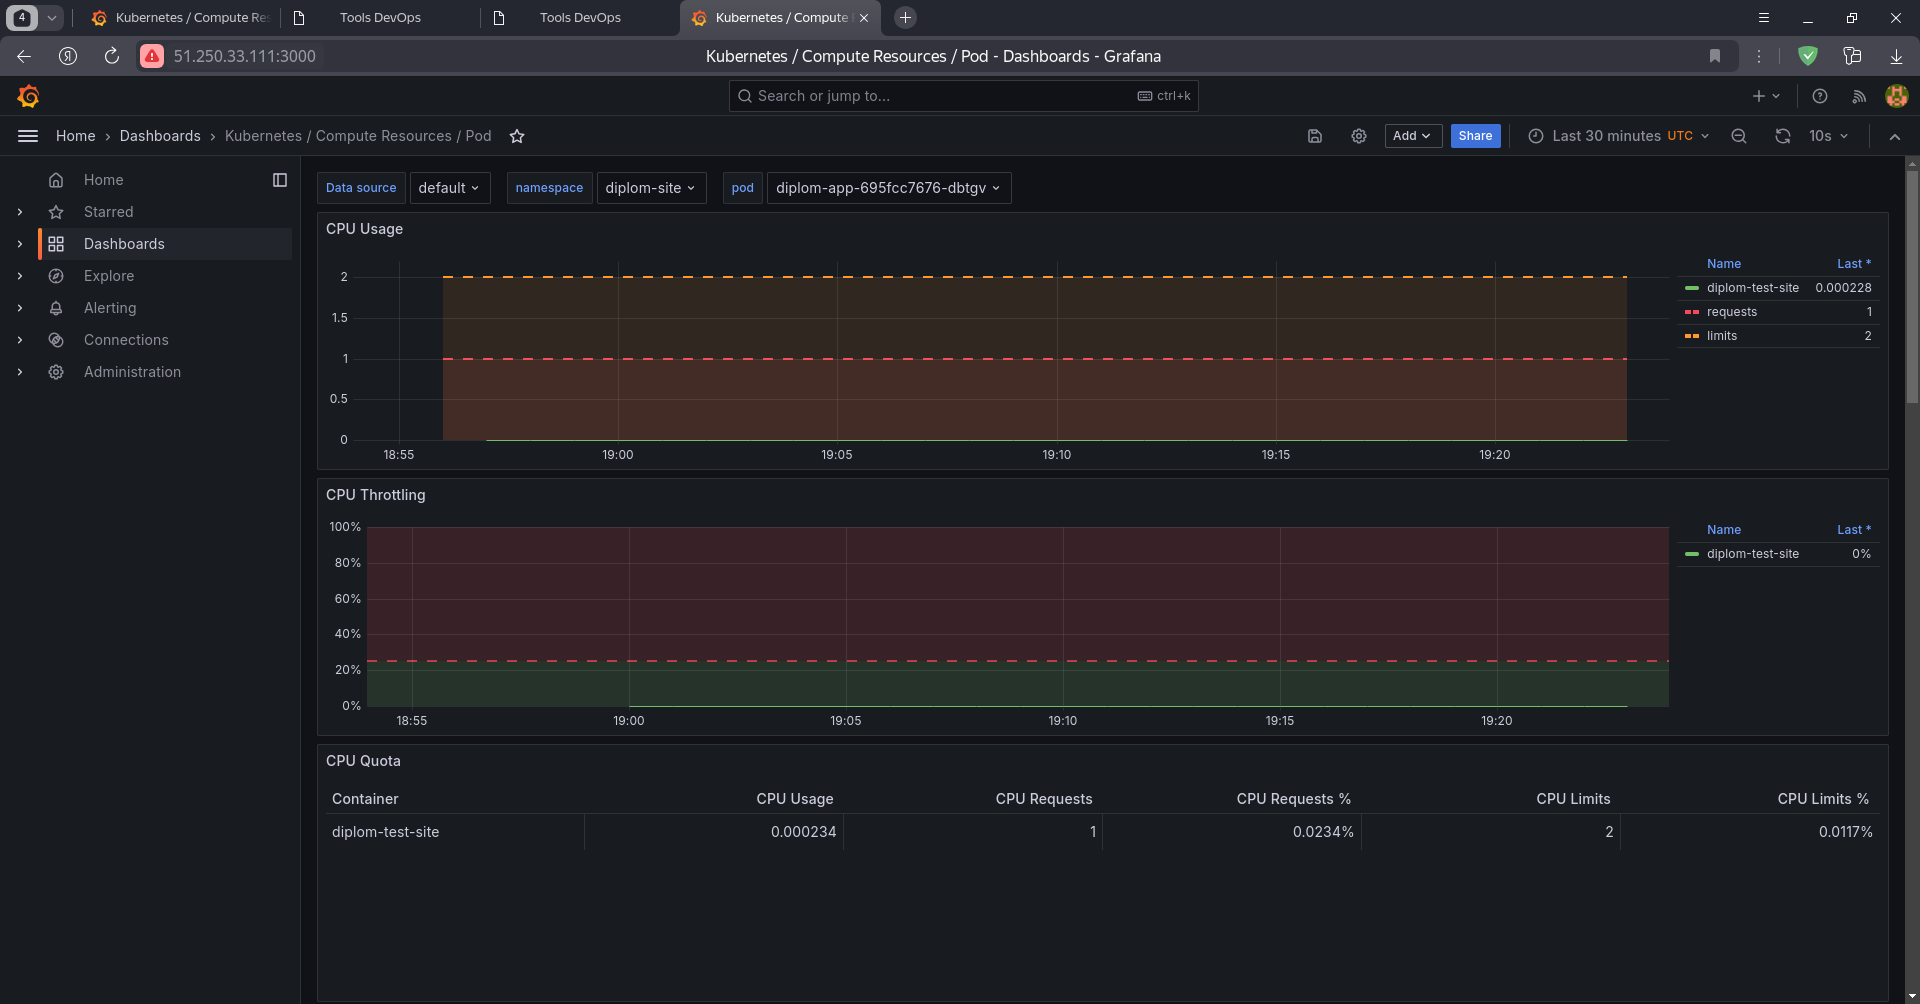 4
Kubernetes / Compute Res
Tools DevOps
Tools DevOps
Kubernetes / Compute
51.250.33.111:3000
Kubernetes / Compute Resources / Pod - Dashboards - Grafana
Search or jump to...
ctrl+k
Home › Dashboards › Kubernetes / Compute Resources / Pod
Add
Share
Last 30 minutes UTC
10s
Home
Starred
Dashboards
Explore
Alerting
Connections
Administration
Data source default
namespace diplom-site
pod diplom-app-695fcc7676-dbtgv
CPU Usage
2
1.5
1
0.5
0
18:55 19:00 19:05 19:10 19:15 19:20
Name Last *
diplom-test-site 0.000228
requests 1
limits 2
CPU Throttling
100%
80%
60%
40%
20%
0%
18:55 19:00 19:05 19:10 19:15 19:20
Name Last *
diplom-test-site 0%
CPU Quota
Container CPU Usage CPU Requests CPU Requests % CPU Limits CPU Limits %
diplom-test-site 0.000234 1 0.0234% 2 0.0117%